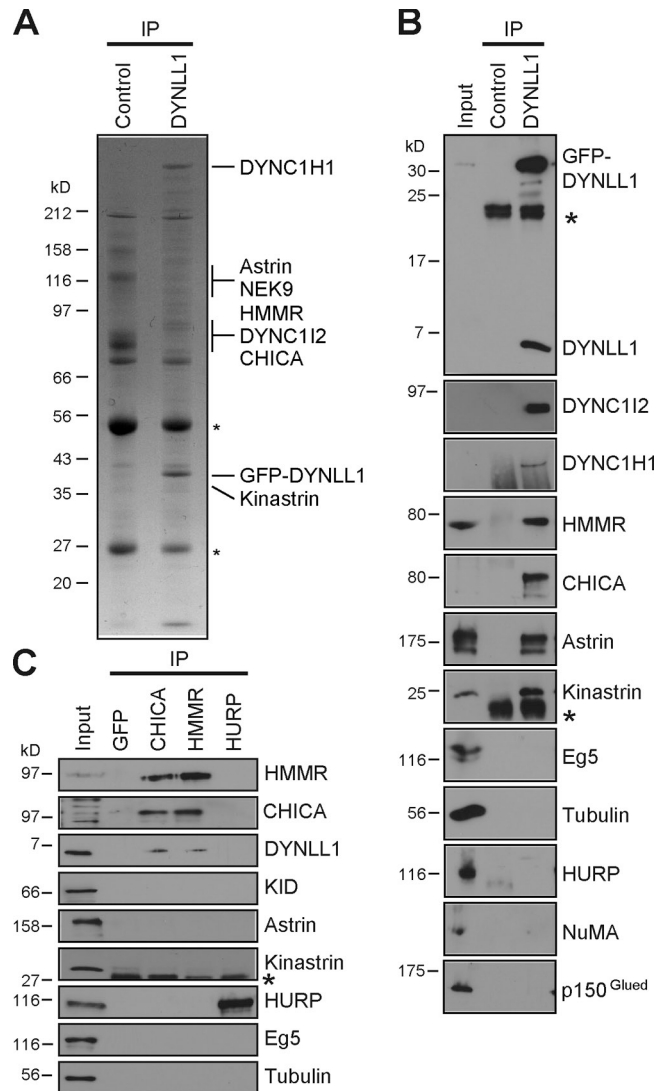 A
IP
Control
DYNLL1
kD
212
158
116
97
66
56
43
35
27
20
DYNC1H1
Astrin
NEK9
HMMR
DYNC1I2
CHICA
*
GFP-DYNLL1
Kinastrin
*
B
IP
Input
Control
DYNLL1
kD
30
25
17
7
GFP-
DYNLL1
*
DYNLL1
97
DYNC1I2
DYNC1H1
80
HMMR
80
CHICA
175
Astrin
25
Kinastrin
*
116
Eg5
56
Tubulin
116
HURP
NuMA
175
p150 Glued
C
IP
Input
GFP
CHICA
HMMR
HURP
kD
97
HMMR
97
CHICA
7
DYNLL1
66
KID
158
Astrin
27
Kinastrin
*
116
HURP
116
Eg5
56
Tubulin